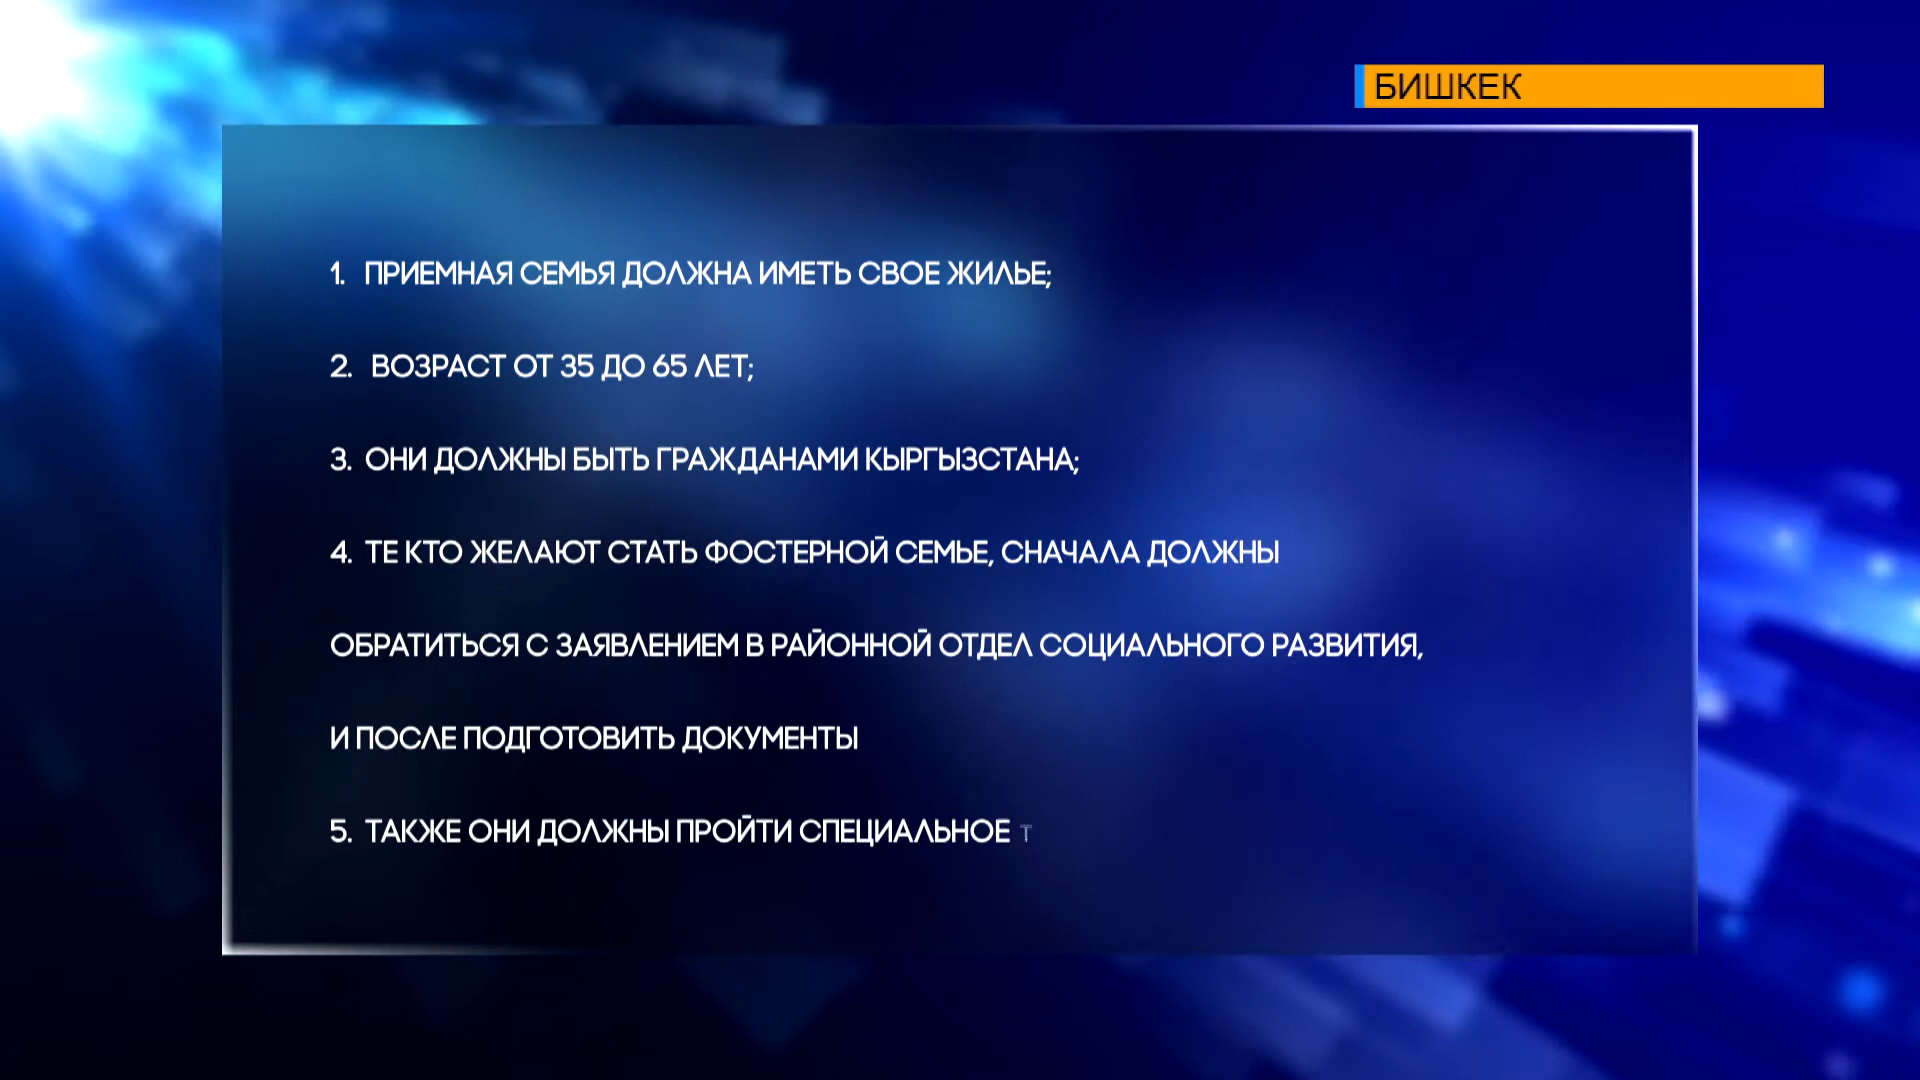 БИШКЕК
1. ПРИЕМНАЯ СЕМЬЯ ДОЛЖНА ИМЕТЬ СВОЕ ЖИЛЬЕ;
2. ВОЗРАСТ ОТ 35 ДО 65 ЛЕТ;
3. ОНИ ДОЛЖНЫ БЫТЬ ГРАЖДАНАМИ КЫРГЫЗСТАНА;
4. ТЕ КТО ЖЕЛАЮТ СТАТЬ ФОСТЕРНОЙ СЕМЬЕ, СНАЧАЛА ДОЛЖНЫ
ОБРАТИТЬСЯ С ЗАЯВЛЕНИЕМ В РАЙОННОЙ ОТДЕЛ СОЦИАЛЬНОГО РАЗВИТИЯ,
И ПОСЛЕ ПОДГОТОВИТЬ ДОКУМЕНТЫ
5. ТАКЖЕ ОНИ ДОЛЖНЫ ПРОЙТИ СПЕЦИАЛЬНОЕ Т